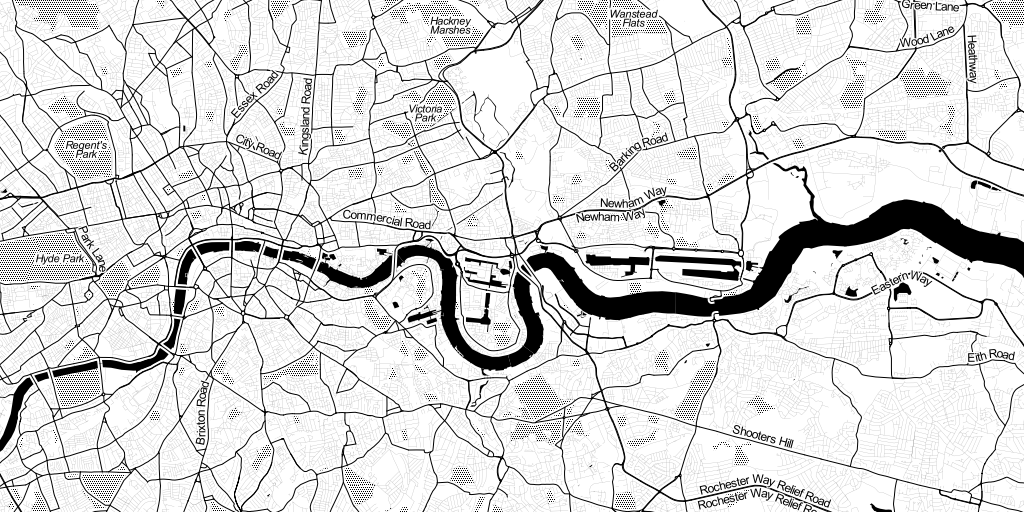 Green Lane
Hackney
Marshes
Wanstead
Flats
Wood Lane
Heathway
Essex Road
Kingsland Road
Victoria
Park
City Road
Regent's
Park
Barking Road
Newham Way
Newham Way
Commercial Road
Park Lane
Hyde Park
Eastern Way
Erith Road
Brixton Road
Shooters Hill
Rochester Way Relief Road
Rochester Way Relief R